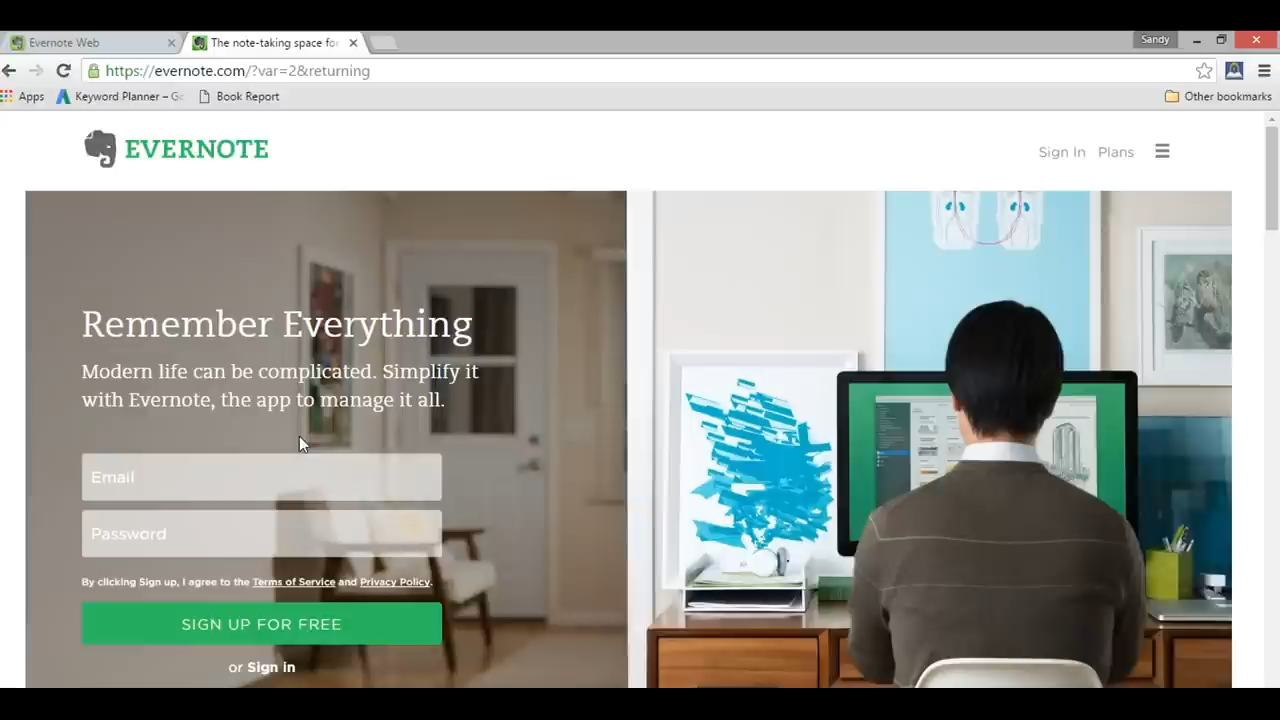 Evernote Web
The note-taking space for
Sandy
https://evernote.com/?var=2&returning
Apps
Keyword Planner – Go
Book Report
Other bookmarks
EVERNOTE
Sign In
Plans
Remember Everything
Modern life can be complicated. Simplify it
with Evernote, the app to manage it all.
Email
Password
By clicking Sign up, I agree to the Terms of Service and Privacy Policy.
SIGN UP FOR FREE
or Sign in